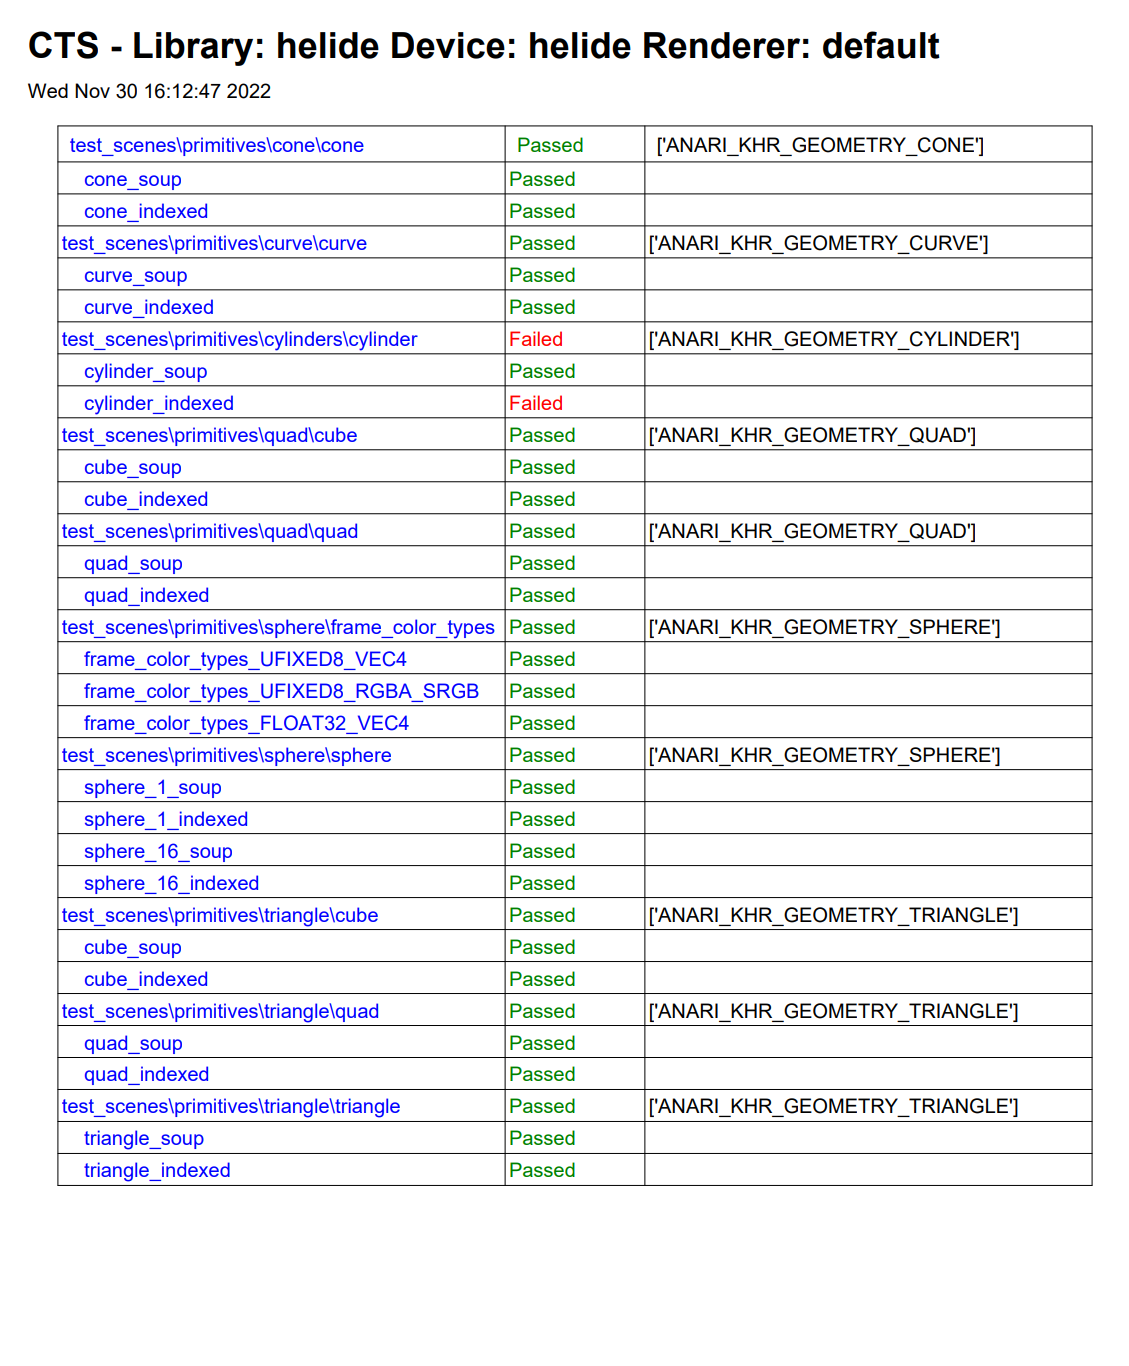 CTS - Library: helide Device: helide Renderer: default
Wed Nov 30 16:12:47 2022
test_scenes\primitives\cone\cone Passed ['ANARI_KHR_GEOMETRY_CONE']
cone_soup Passed
cone_indexed Passed
test_scenes\primitives\curve\curve Passed ['ANARI_KHR_GEOMETRY_CURVE']
curve_soup Passed
curve_indexed Passed
test_scenes\primitives\cylinders\cylinder Failed ['ANARI_KHR_GEOMETRY_CYLINDER']
cylinder_soup Passed
cylinder_indexed Failed
test_scenes\primitives\quad\cube Passed ['ANARI_KHR_GEOMETRY_QUAD']
cube_soup Passed
cube_indexed Passed
test_scenes\primitives\quad\quad Passed ['ANARI_KHR_GEOMETRY_QUAD']
quad_soup Passed
quad_indexed Passed
test_scenes\primitives\sphere\frame_color_types Passed ['ANARI_KHR_GEOMETRY_SPHERE']
frame_color_types_UFIXED8_VEC4 Passed
frame_color_types_UFIXED8_RGBA_SRGB Passed
frame_color_types_FLOAT32_VEC4 Passed
test_scenes\primitives\sphere\sphere Passed ['ANARI_KHR_GEOMETRY_SPHERE']
sphere_1_soup Passed
sphere_1_indexed Passed
sphere_16_soup Passed
sphere_16_indexed Passed
test_scenes\primitives\triangle\cube Passed ['ANARI_KHR_GEOMETRY_TRIANGLE']
cube_soup Passed
cube_indexed Passed
test_scenes\primitives\triangle\quad Passed ['ANARI_KHR_GEOMETRY_TRIANGLE']
quad_soup Passed
quad_indexed Passed
test_scenes\primitives\triangle\triangle Passed ['ANARI_KHR_GEOMETRY_TRIANGLE']
triangle_soup Passed
triangle_indexed Passed